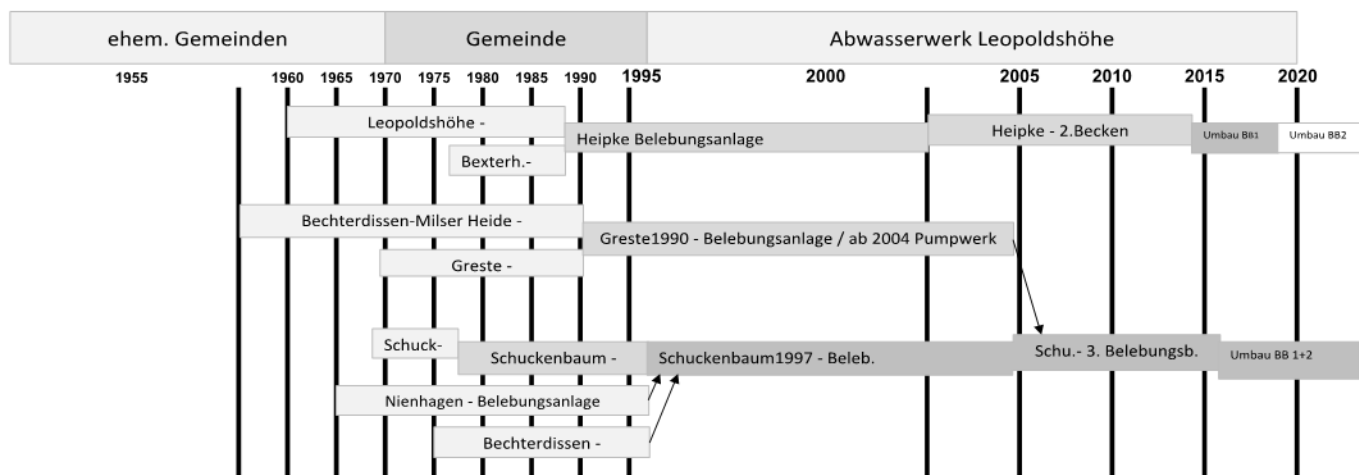 ehem. Gemeinden Gemeinde Abwasserwerk Leopoldshöhe
1955 1960 1965 1970 1975 1980 1985 1990 1995 2000 2005 2010 2015 2020
Leopoldshöhe -
Heipke Belebungsanlage
Heipke - 2.Becken
Umbau BB1
Umbau BB2
Bexterh.-
Bechterdissen-Milser Heide -
Greste1990 - Belebungsanlage / ab 2004 Pumpwerk
Greste -
Schuck-
Schuckenbaum -
Schuckenbaum1997 - Beleb.
Schu.- 3. Belebungsb.
Umbau BB 1+2
Nienhagen - Belebungsanlage
Bechterdissen -